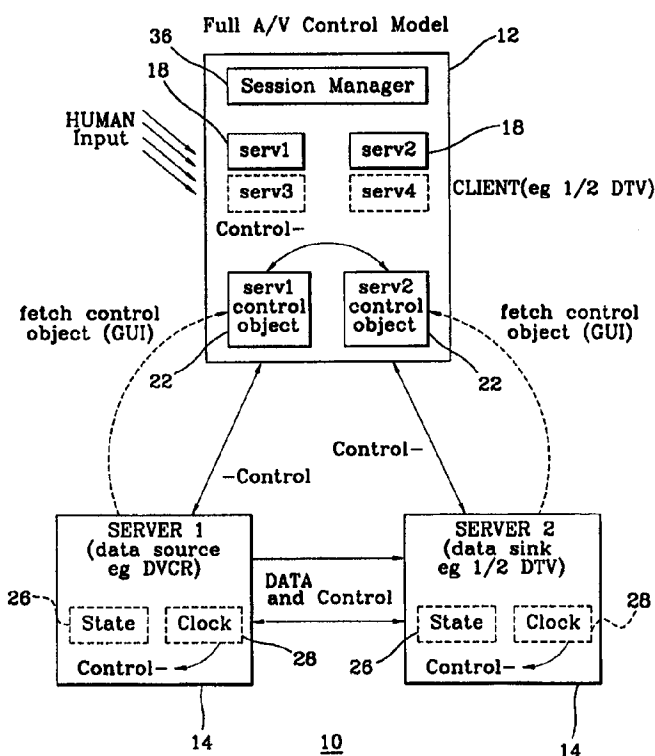 Full A/V Control Model
36
12
Session Manager
18
18
HUMAN
Input
serv1
serv2
serv3
serv4
CLIENT(eg 1/2 DTV)
Control-
serv1
control
object
serv2
control
object
fetch control
object (GUI)
fetch control
object (GUI)
22
22
-Control
Control-
SERVER 1
(data source
eg DVCR)
SERVER 2
(data sink
eg 1/2 DTV)
DATA
and Control
26
State
Clock
28
Control-
26
State
Clock
28
Control-
14
10
14